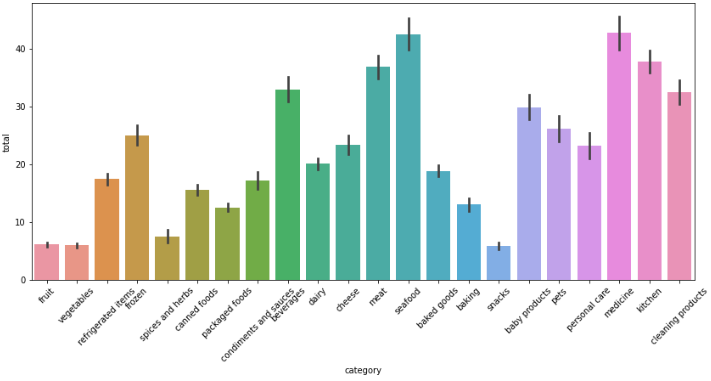 total
40
30
20
10
0
fruit
vegetables
refrigerated items
frozen
spices and herbs
canned foods
packaged foods
condiments and sauces
beverages
dairy
cheese
meat
seafood
baked goods
baking
snacks
baby products
pets
personal care
medicine
kitchen
cleaning products
category